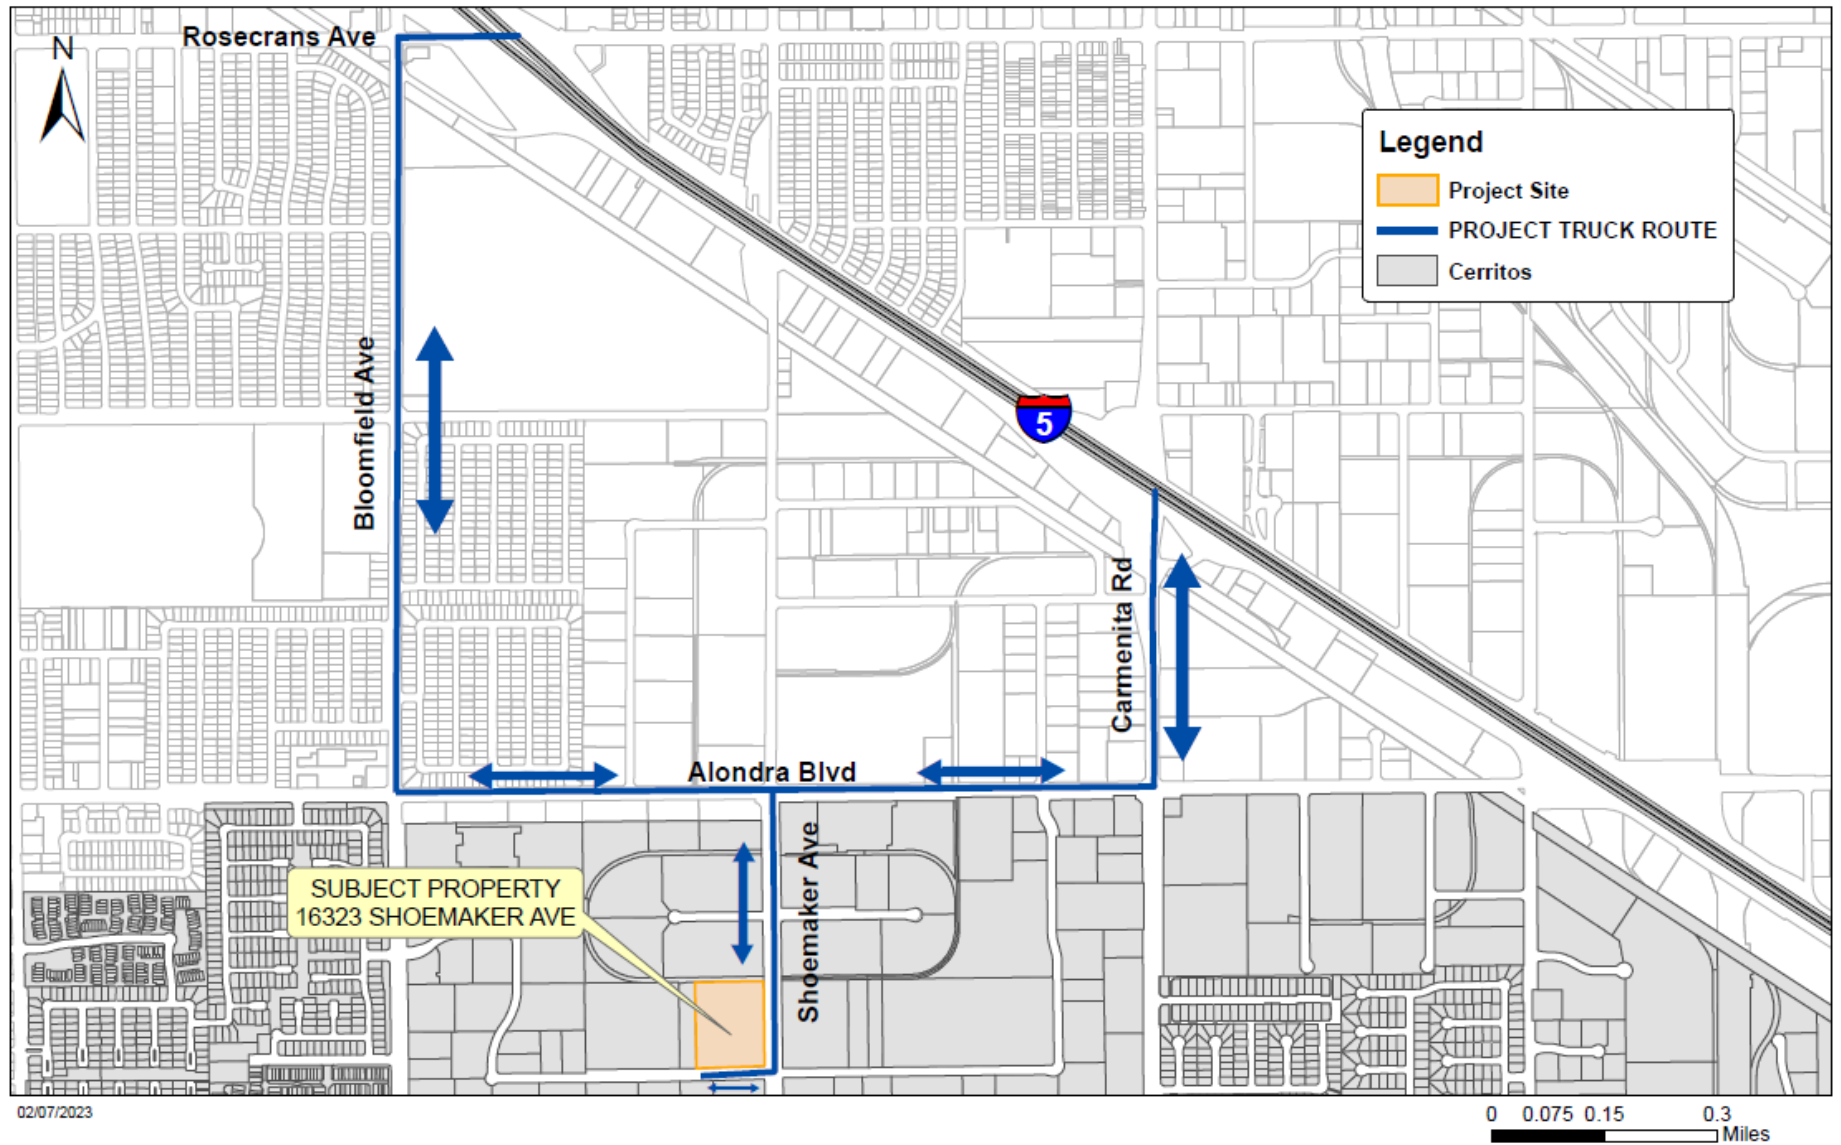 Rosecrans Ave
N
Legend
Project Site
PROJECT TRUCK ROUTE
Cerritos
Bloomfield Ave
5
Carmenita Rd
Alondra Blvd
Shoemaker Ave
SUBJECT PROPERTY
16323 SHOEMAKER AVE
02/07/2023
0 0.075 0.15 0.3
Miles